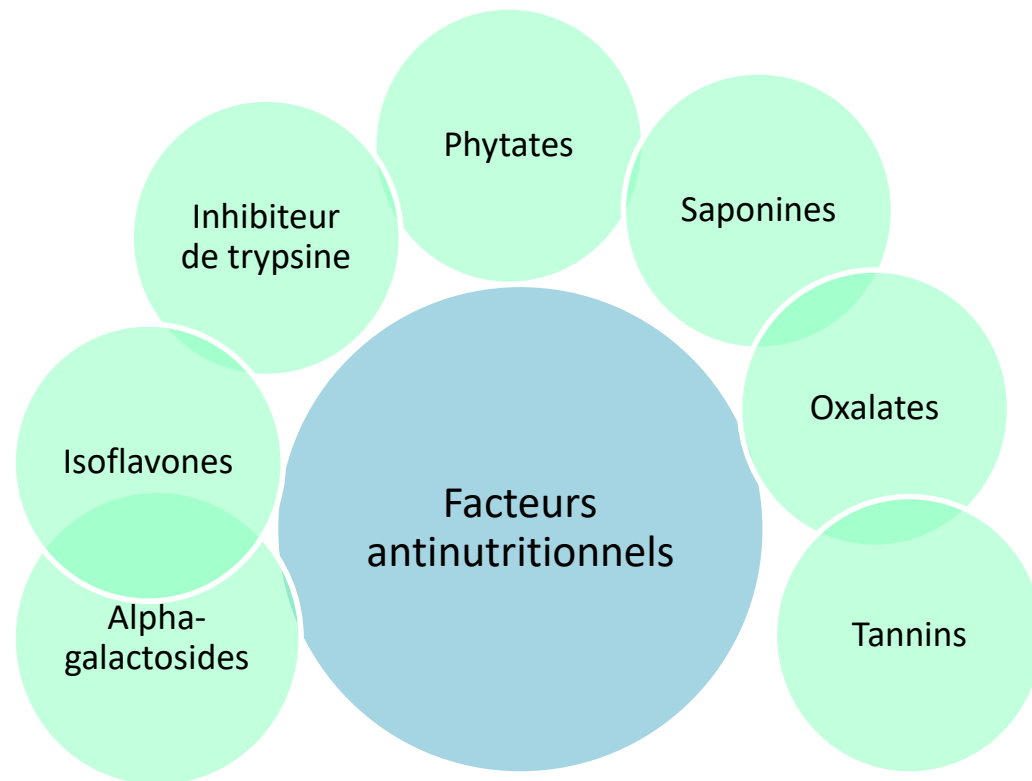 Phytates
Saponines
Inhibiteur
de trypsine
Oxalates
Isoflavones
Facteurs
antinutritionnels
Alpha-
galactosides
Tannins